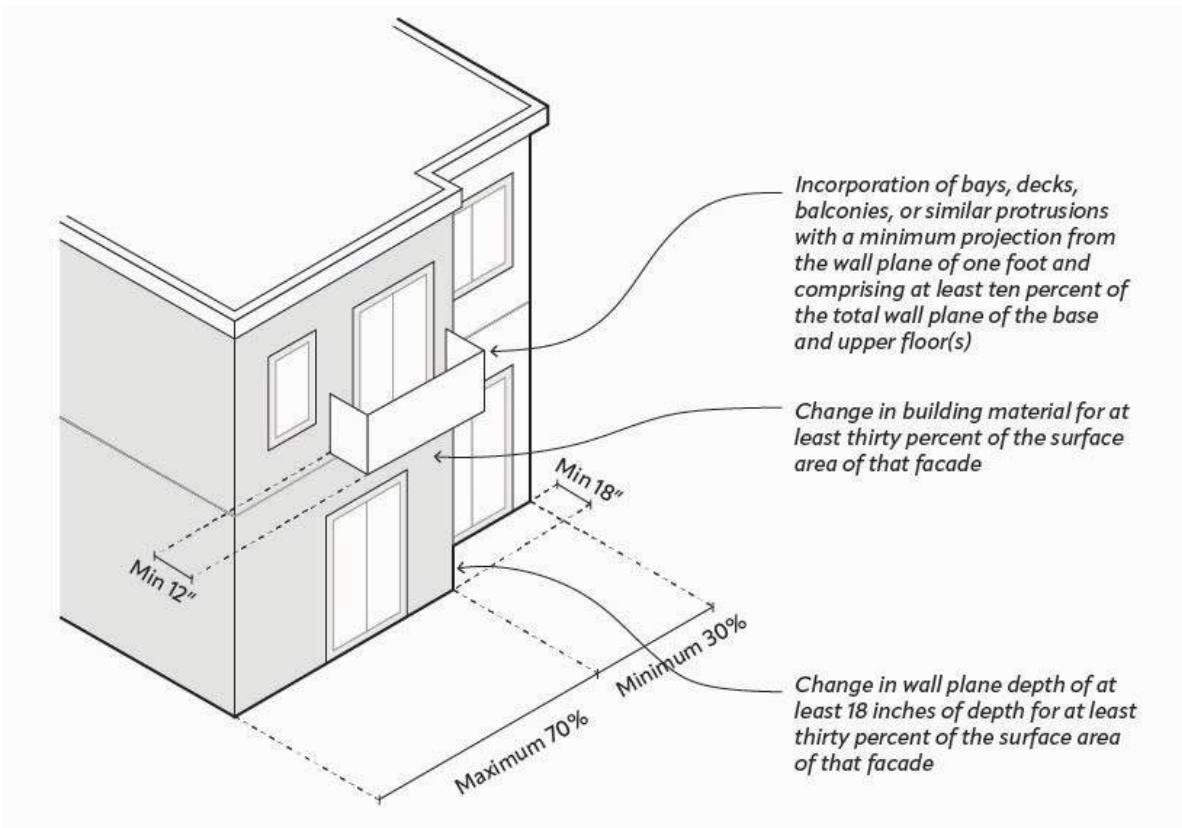 Incorporation of bays, decks,
balconies, or similar protrusions
with a minimum projection from
the wall plane of one foot and
comprising at least ten percent of
the total wall plane of the base
and upper floor(s)
Change in building material for at
least thirty percent of the surface
area of that facade
Min 18"
Min 12"
Minimum 30%
Maximum 70%
Change in wall plane depth of at
least 18 inches of depth for at least
thirty percent of the surface area
of that facade